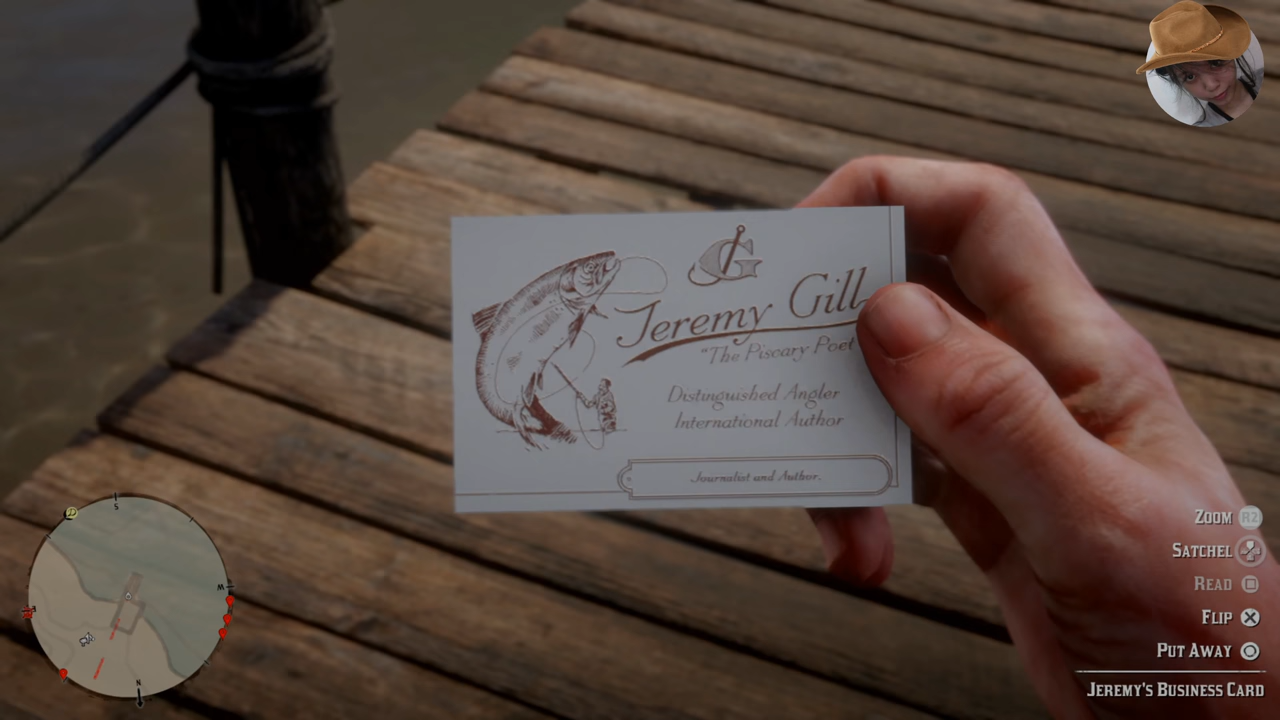 G
Jeremy Gill
"The Piscary Poet
Distinguished Angler
International Author
Journalist and Author.
S
W
N
ZOOM R2
SATCHEL
READ
FLIP
PUT AWAY
JEREMY'S BUSINESS CARD